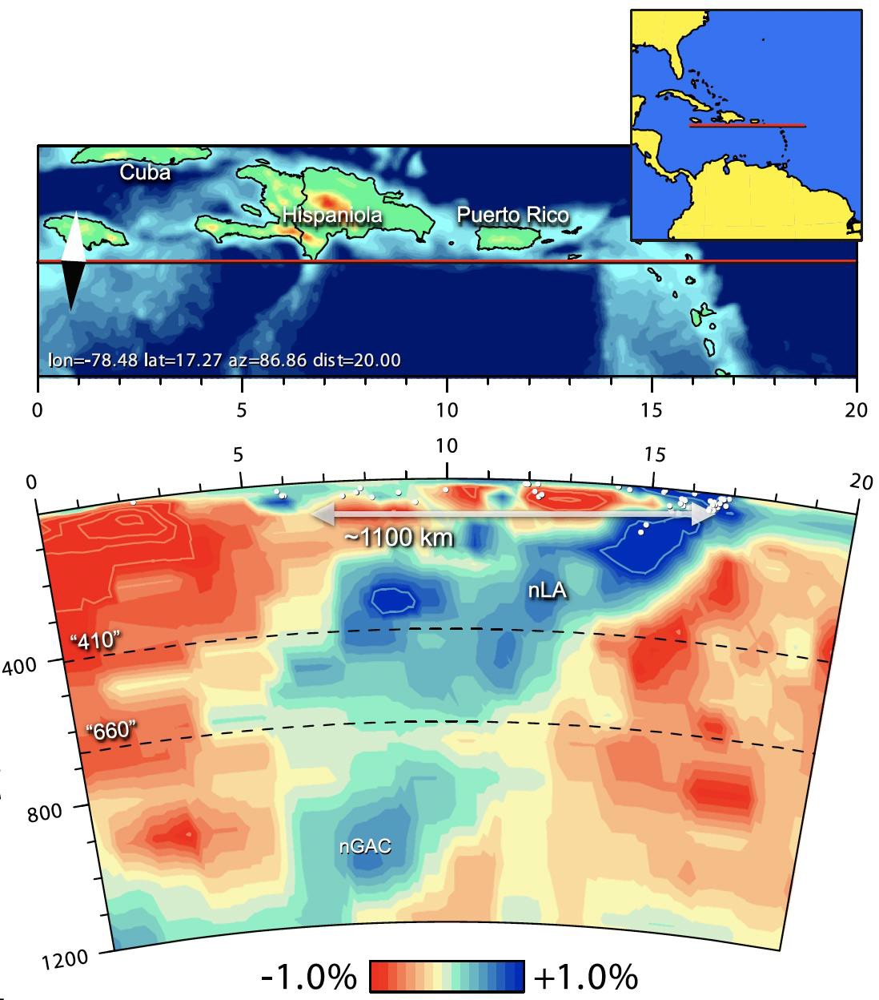 Cuba
Hispaniola
Puerto Rico
lon=-78.48 lat=17.27 az=86.86 dist=20.00
0 5 10 15 20
0 5 10 15 20
~1100 km
nLA
“410”
400
“660”
800
nGAC
1200
-1.0% +1.0%